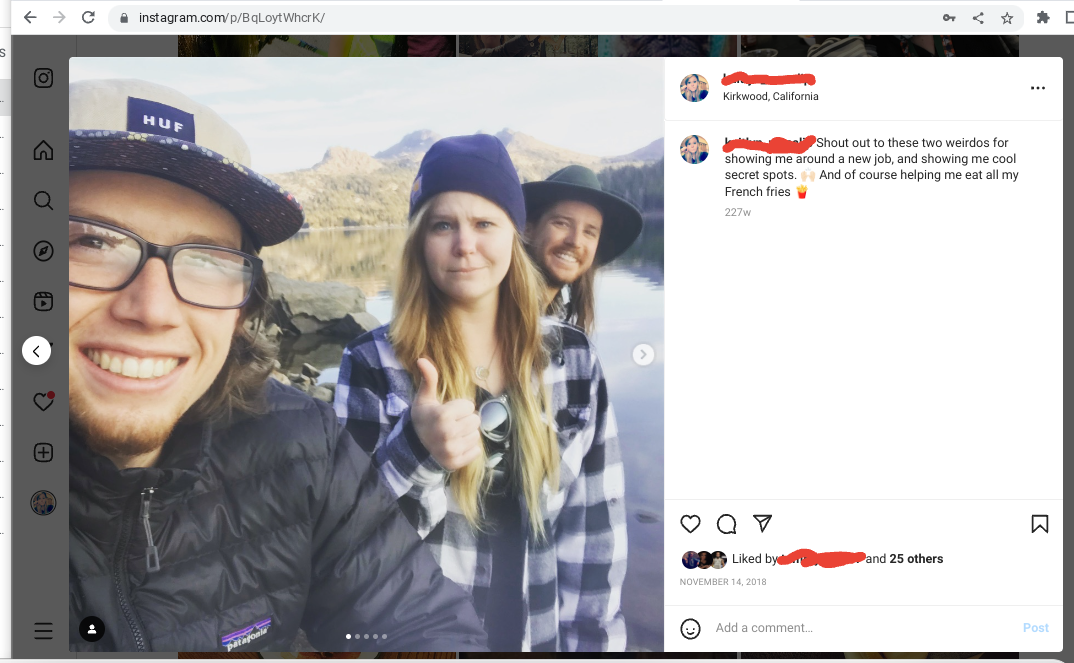 instagram.com/p/BqLoytWhcrK/
HUF
patagonia
Kirkwood, California
Shout out to these two weirdos for
showing me around a new job, and showing me cool
secret spots. 🙌🏻 And of course helping me eat all my
French fries 🍟
227w
Liked by and 25 others
NOVEMBER 14, 2018
Add a comment...
Post